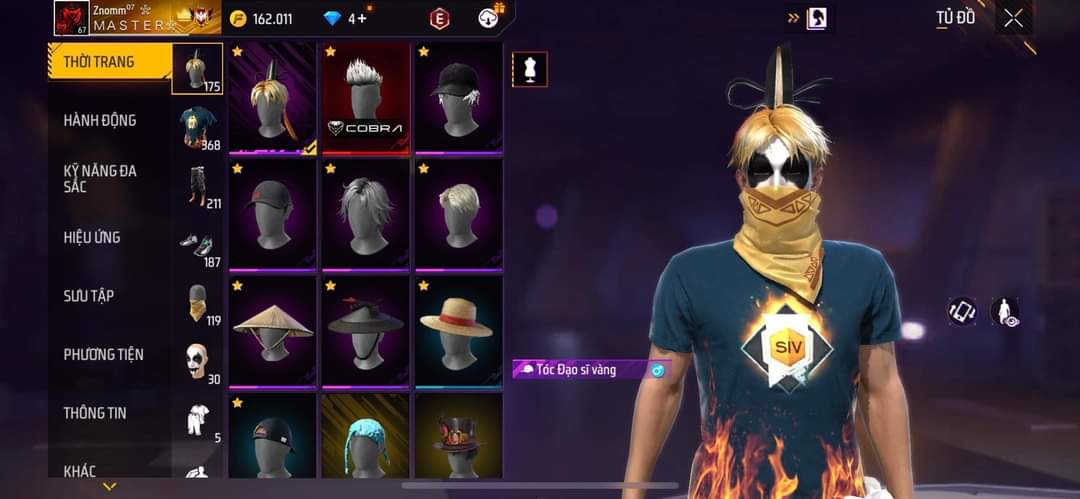 Znomm⁰⁷ ✲
MASTER✲
67
F 162.011
4+
E
TỦ ĐỒ
THỜI TRANG
HÀNH ĐỘNG
KỸ NĂNG ĐA
SẮC
HIỆU ỨNG
SƯU TẬP
PHƯƠNG TIỆN
THÔNG TIN
KHÁC
175
368
211
187
119
30
5
COBRA
Tóc Đạo sĩ vàng
SIV